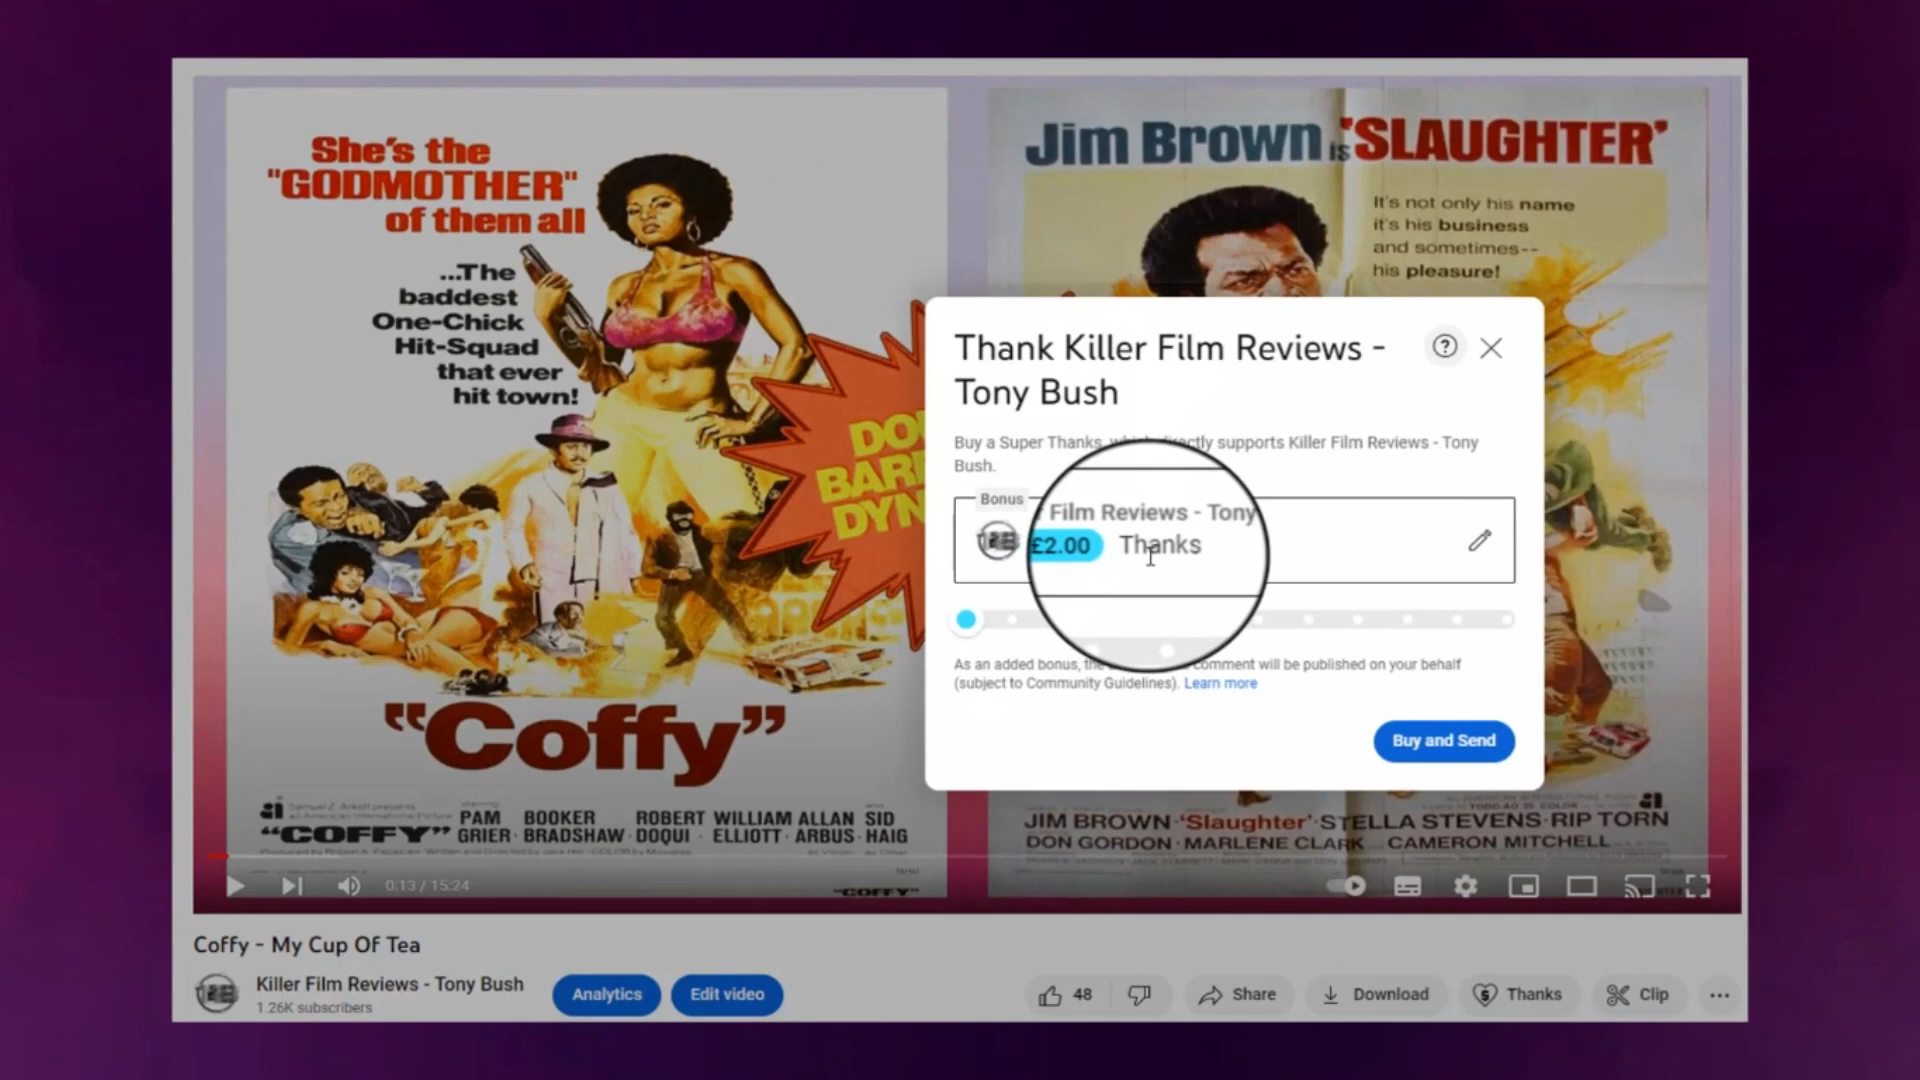 She's the
"GODMOTHER"
of them all
...The
baddest
One-Chick
Hit-Squad
that ever
hit town!
"Coffy"
PAM GRIER · BOOKER BRADSHAW · ROBERT DOQUI · WILLIAM ELLIOTT · ALLAN ARBUS · SID HAIG
"COFFY"
"COFFY"
Jim Brown is 'SLAUGHTER'
It's not only his name
it's his business
and sometimes--
his pleasure!
JIM BROWN · 'Slaughter' · STELLA STEVENS · RIP TORN
DON GORDON · MARLENE CLARK CAMERON MITCHELL
Thank Killer Film Reviews -
Tony Bush
Buy a Super Thanks, which directly supports Killer Film Reviews - Tony
Bush.
Bonus
Film Reviews - Tony
£2.00 Thanks
As an added bonus, the comment will be published on your behalf
(subject to Community Guidelines). Learn more
Buy and Send
0:13 / 15:24
Coffy - My Cup Of Tea
Killer Film Reviews - Tony Bush
1.26K subscribers
Analytics
Edit video
48
Share
Download
Thanks
Clip